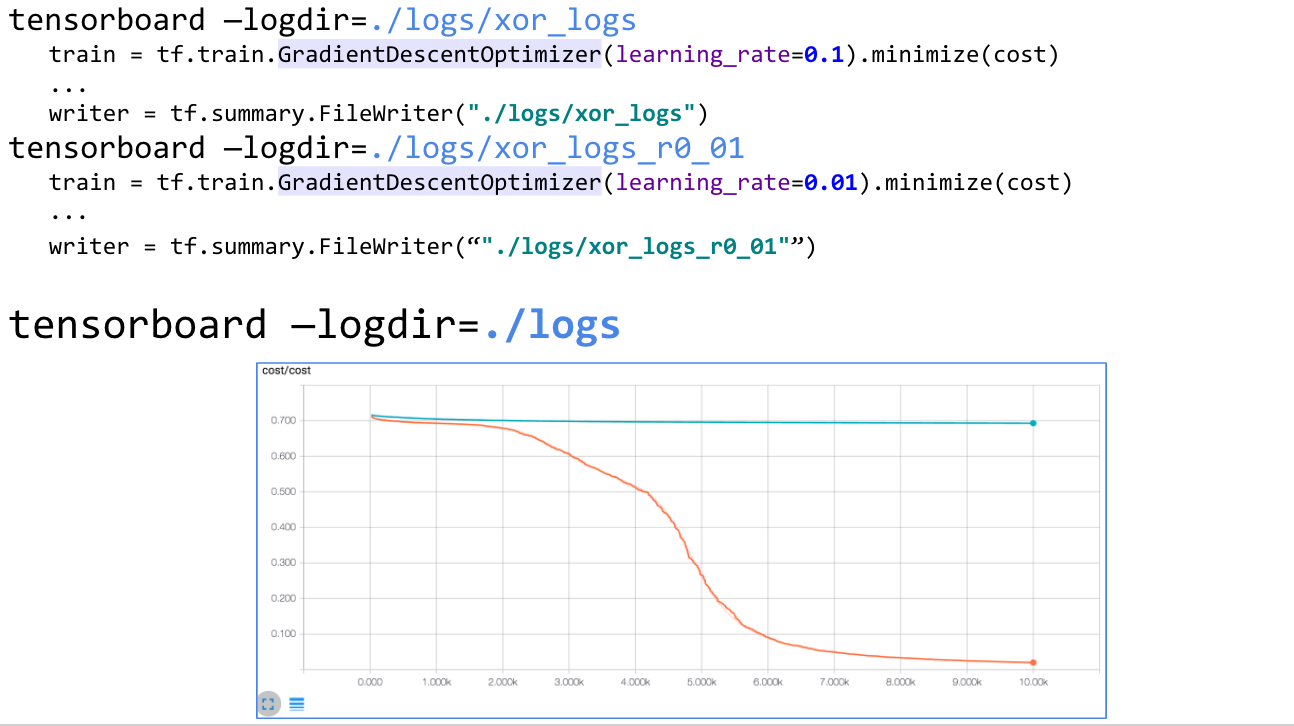 tensorboard –logdir=./logs/xor_logs
train = tf.train.GradientDescentOptimizer(learning_rate=0.1).minimize(cost)
...
writer = tf.summary.FileWriter("./logs/xor_logs")
tensorboard –logdir=./logs/xor_logs_r0_01
train = tf.train.GradientDescentOptimizer(learning_rate=0.01).minimize(cost)
...
writer = tf.summary.FileWriter(“"./logs/xor_logs_r0_01"”)
tensorboard –logdir=./logs
cost/cost
0.700
0.600
0.500
0.400
0.300
0.200
0.100
0.000 1.000k 2.000k 3.000k 4.000k 5.000k 6.000k 7.000k 8.000k 9.000k 10.00k